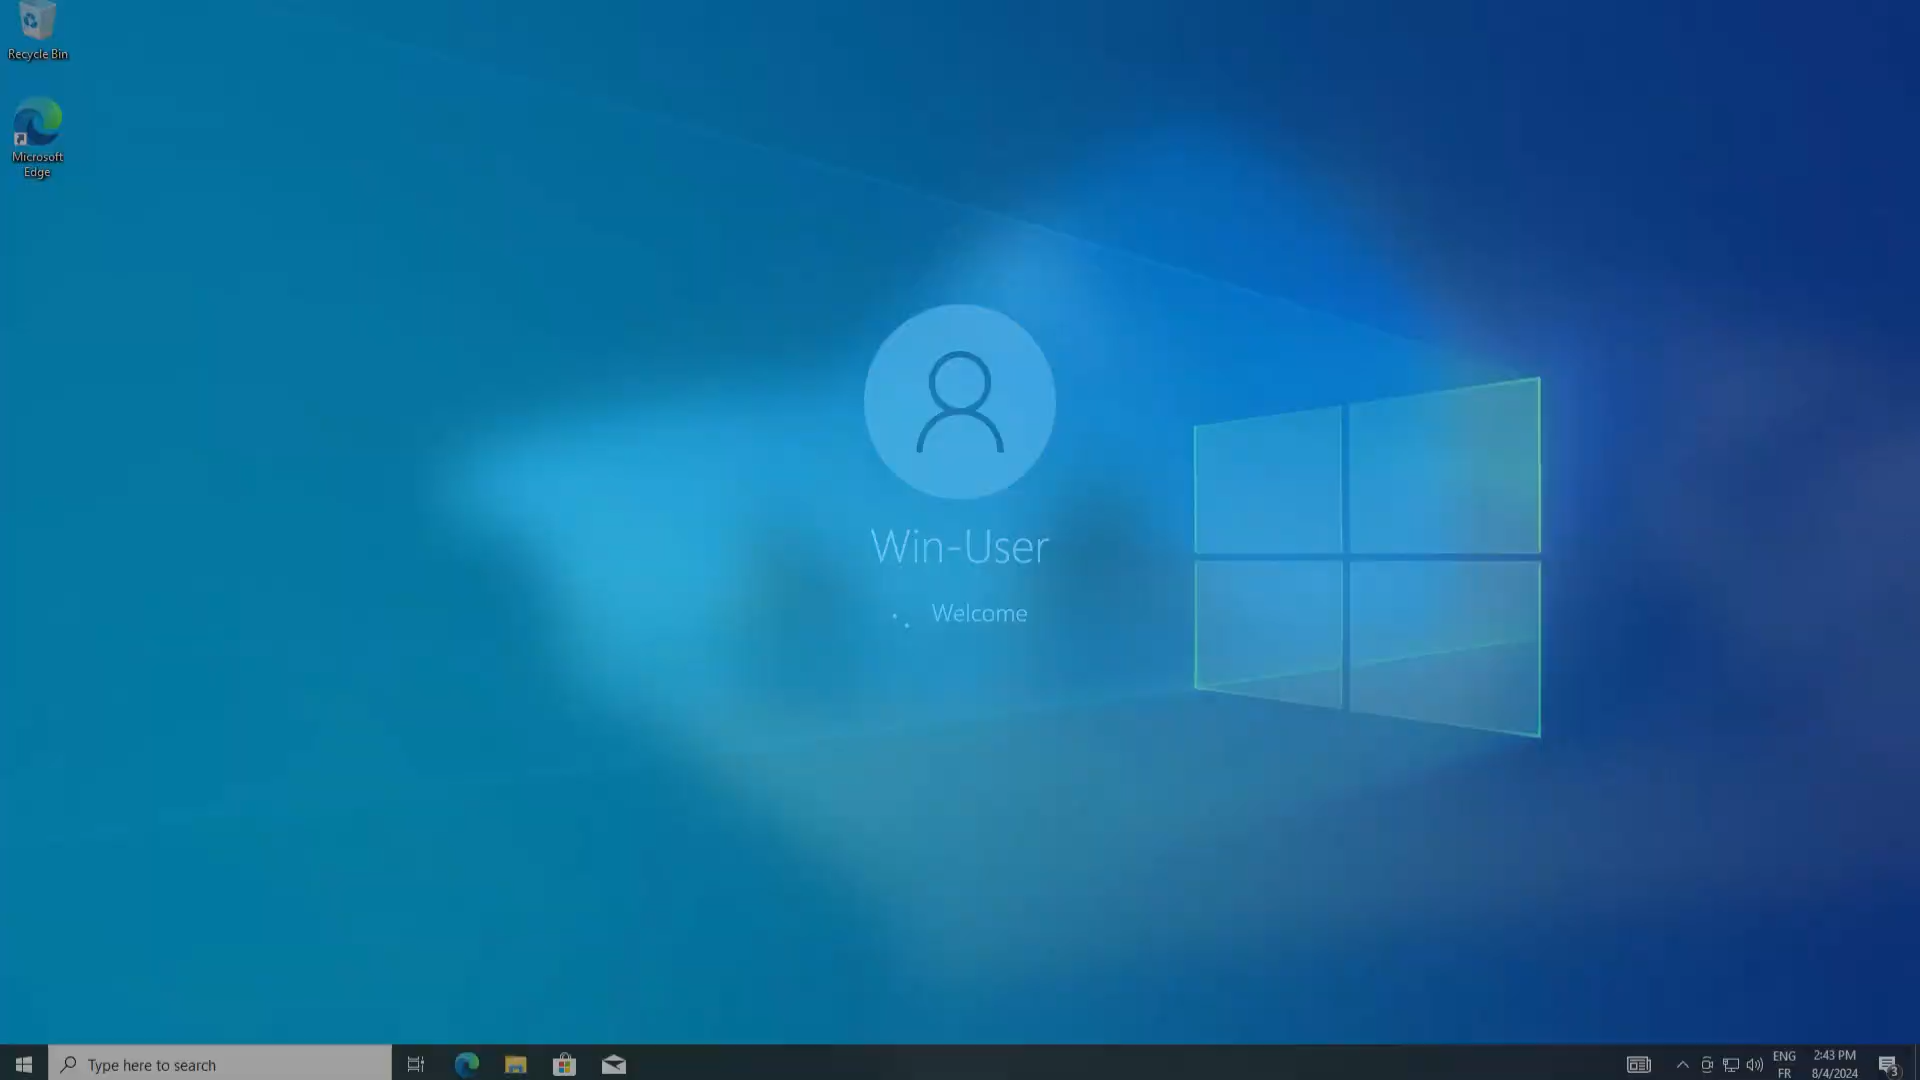 Recycle Bin
Microsoft
Edge
Win-User
Welcome
Type here to search
ENG
FR
2:43 PM
8/4/2024
3